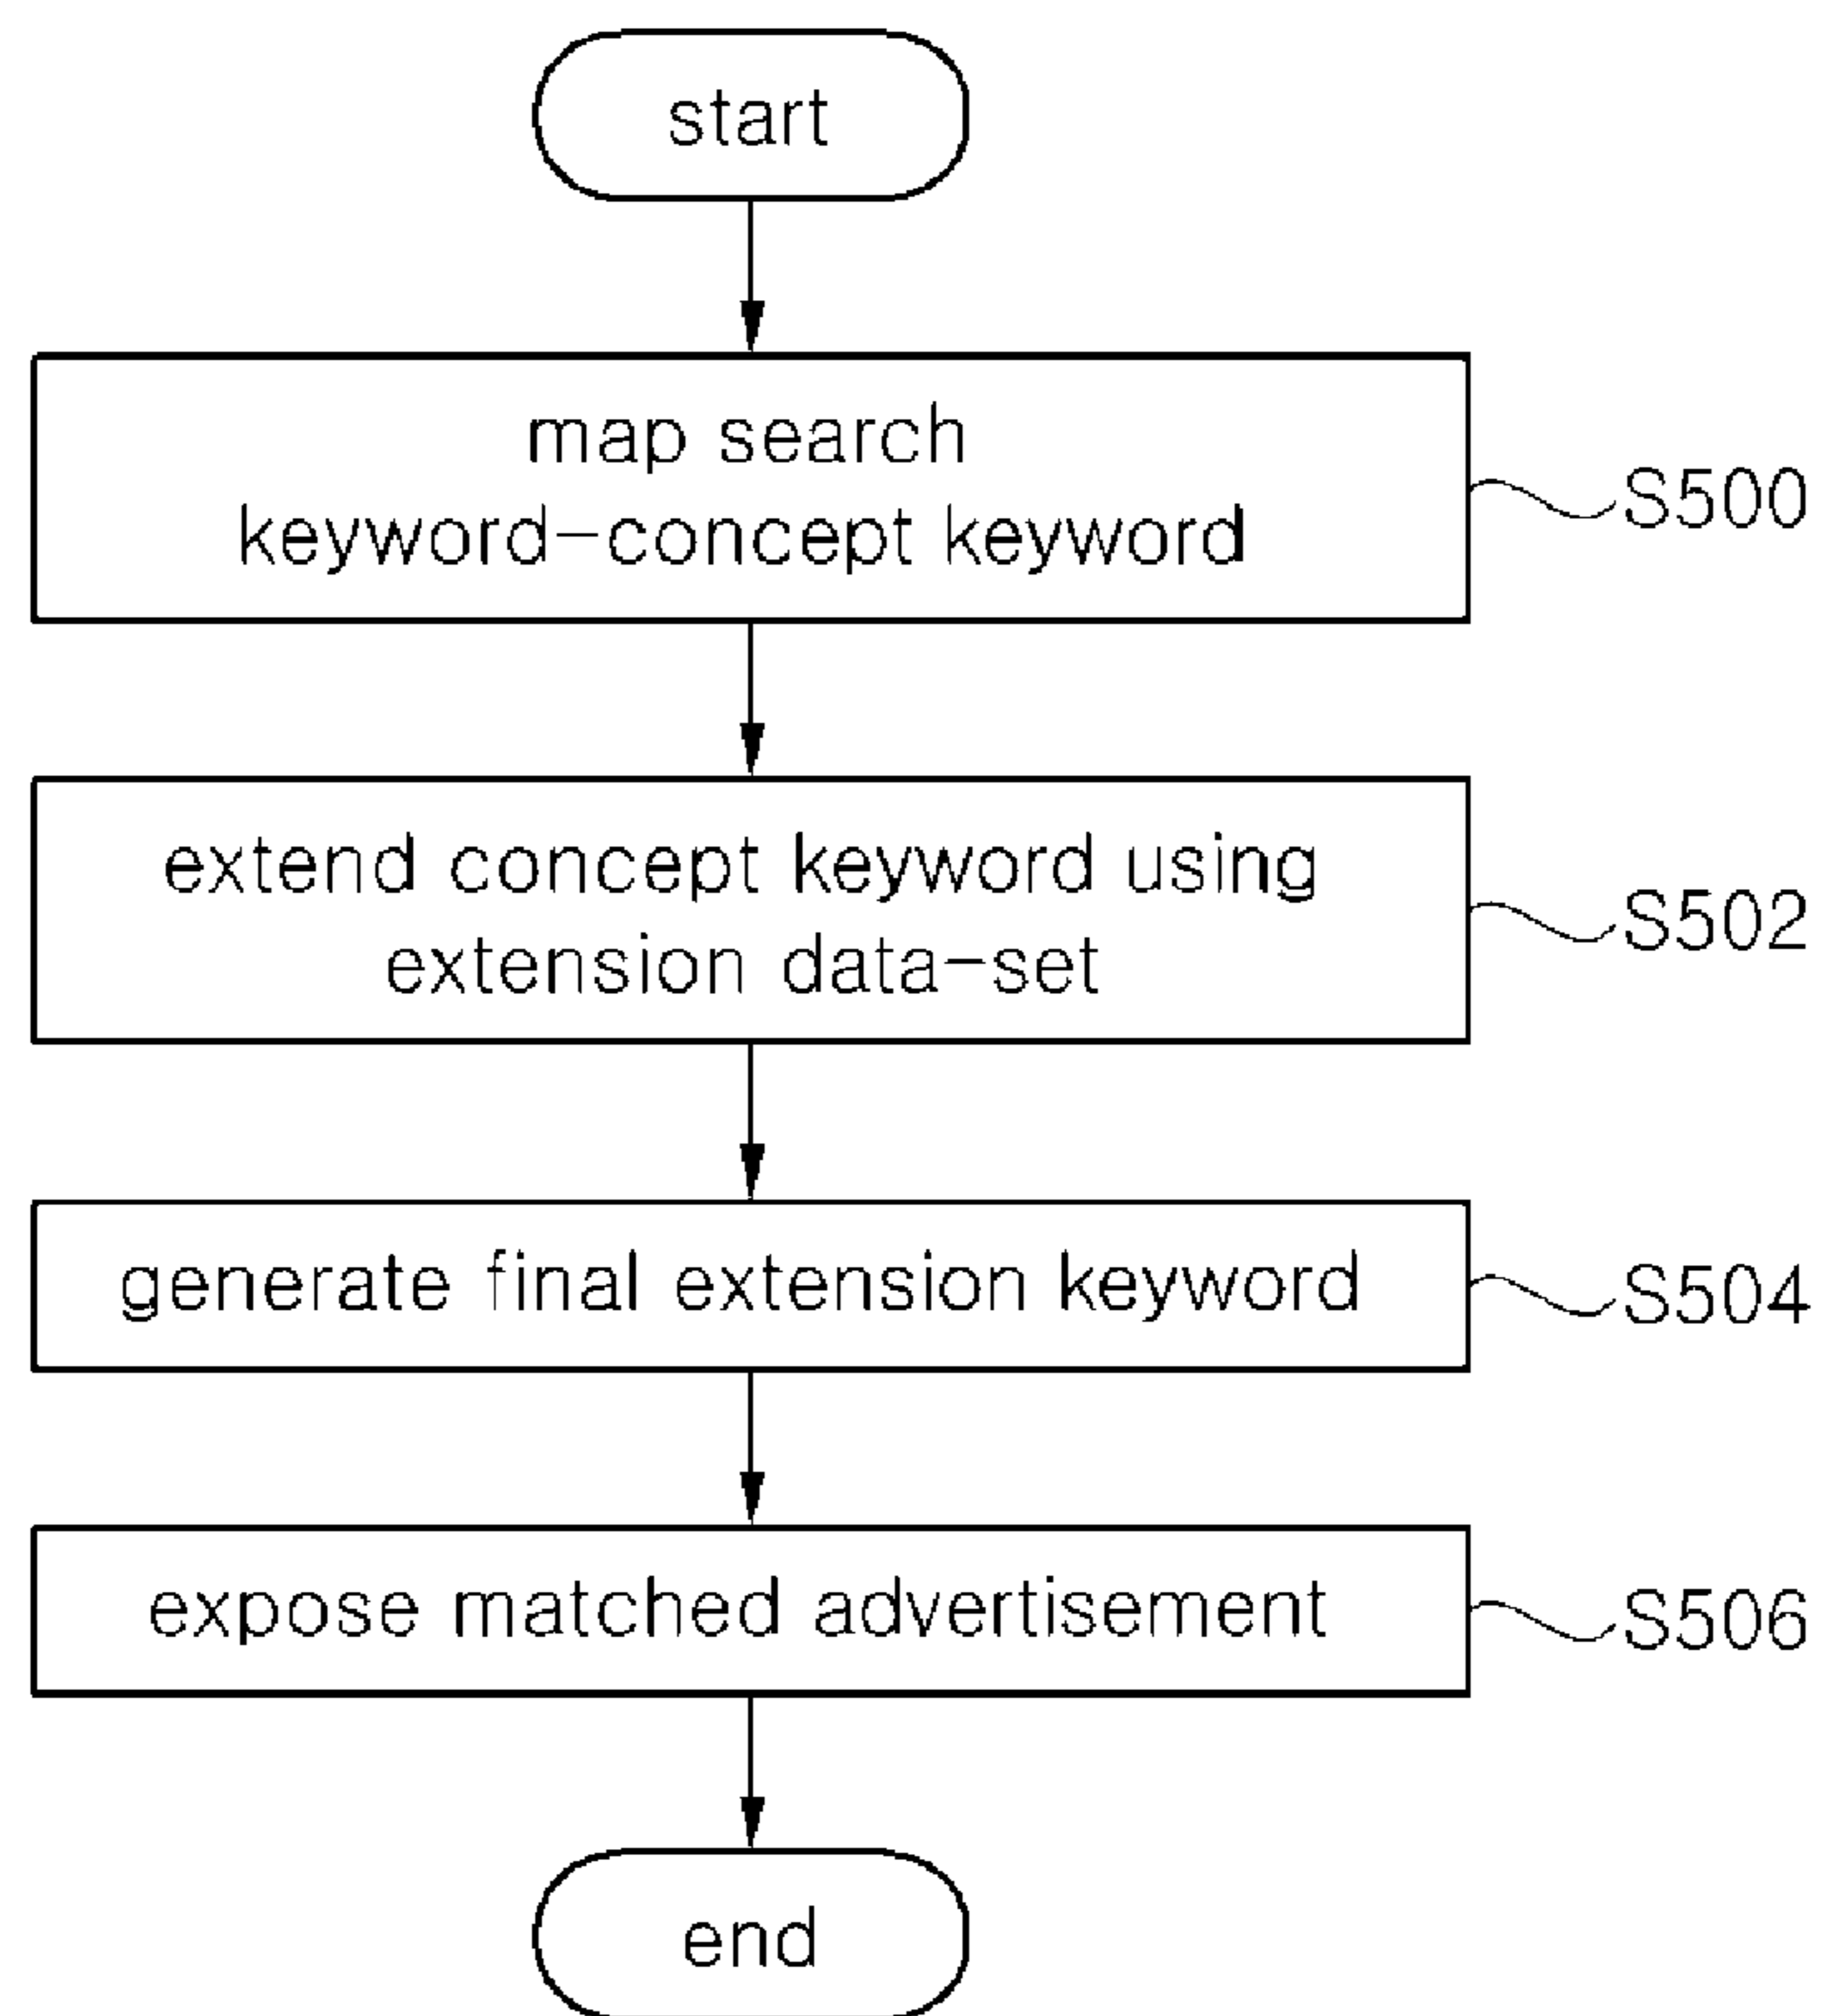 start
map search
keyword-concept keyword
S500
extend concept keyword using
extension data-set
S502
generate final extension keyword
S504
expose matched advertisement
S506
end